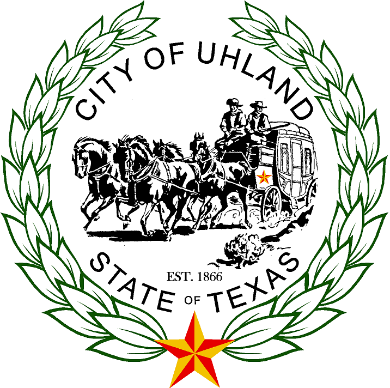 CITY OF UHLAND
EST. 1866
STATE OF TEXAS